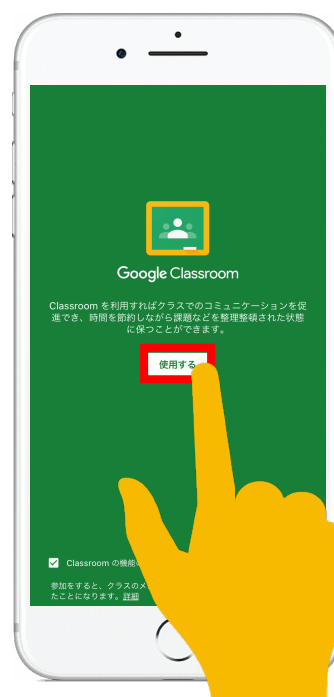 Google Classroom
Classroom を利用すればクラスでのコミュニケーションを促
進でき、時間を節約しながら課題などを整理整頓された状態
に保つことができます。
使用する
Classroom の機能
参加をすると、クラスのメ
たことになります。詳細